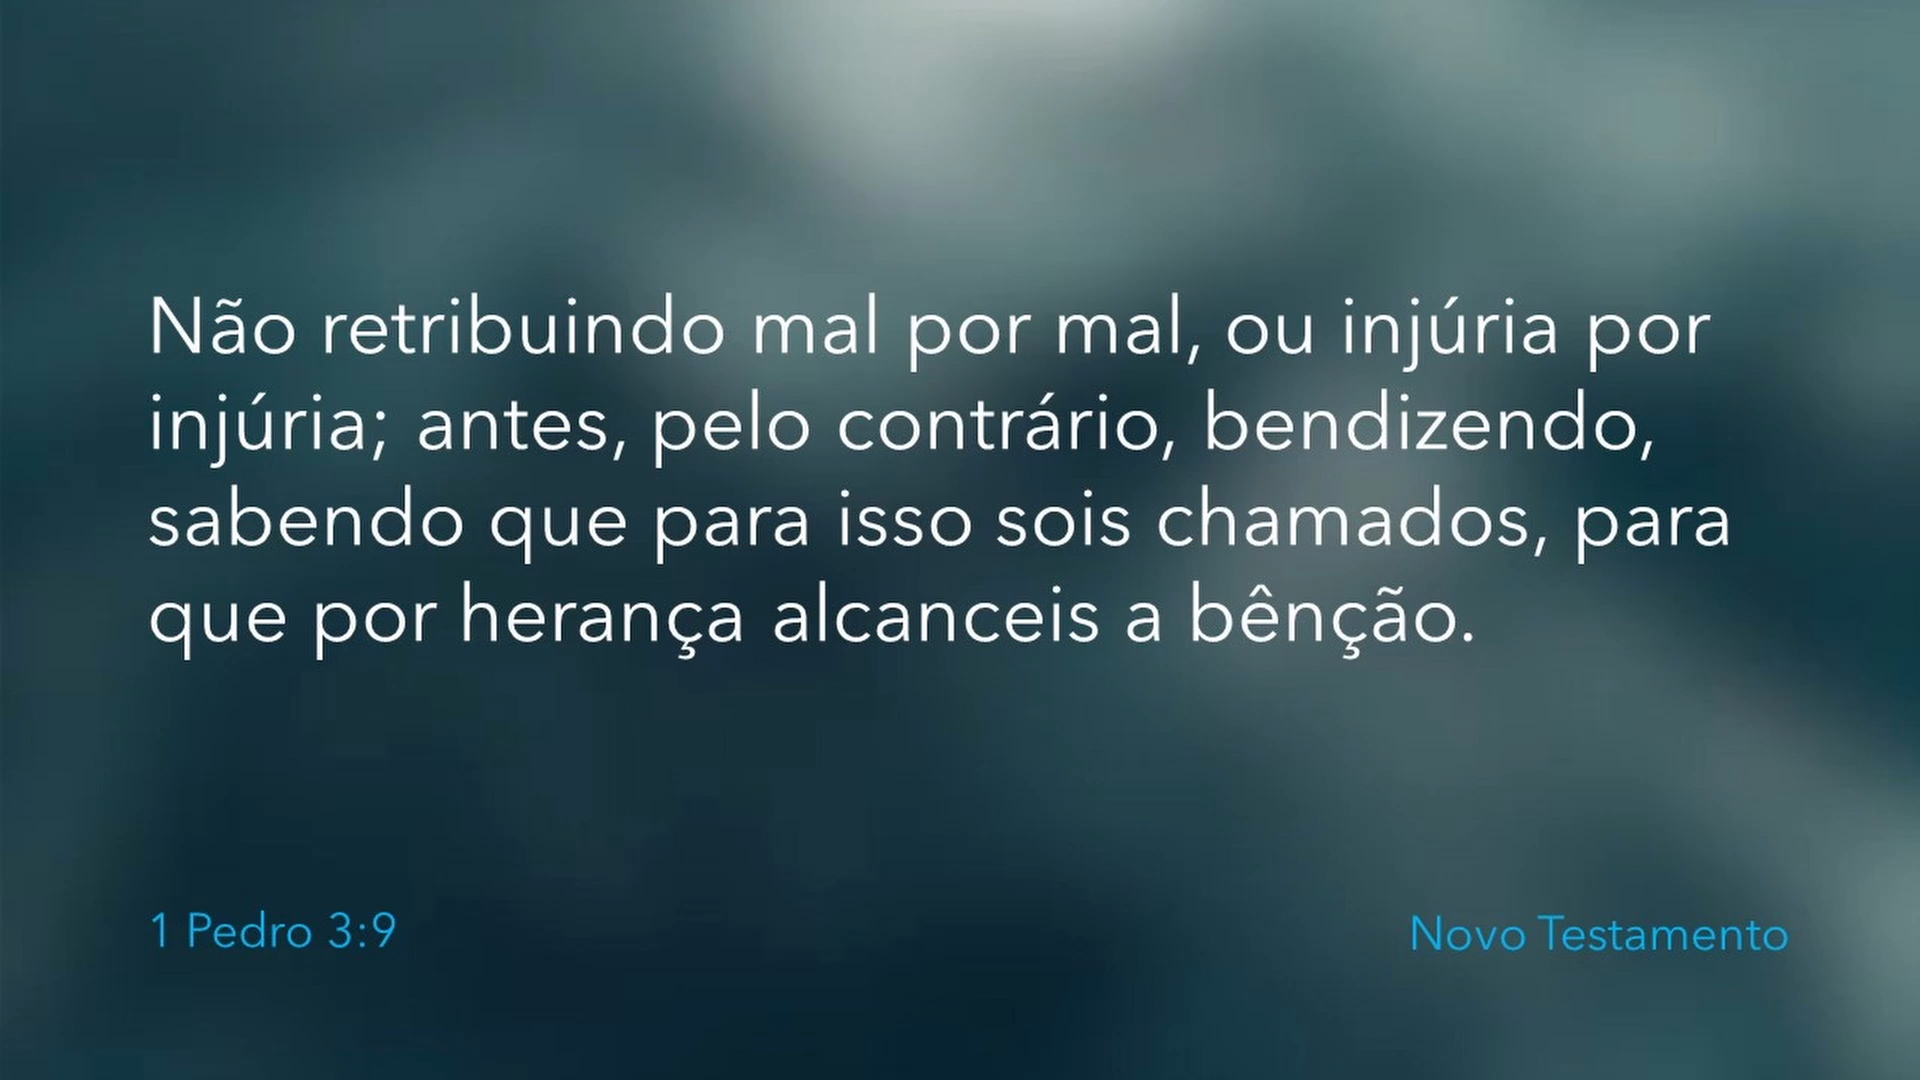 Não retribuindo mal por mal, ou injúria por
injúria; antes, pelo contrário, bendizendo,
sabendo que para isso sois chamados, para
que por herança alcanceis a bênção.
1 Pedro 3:9
Novo Testamento